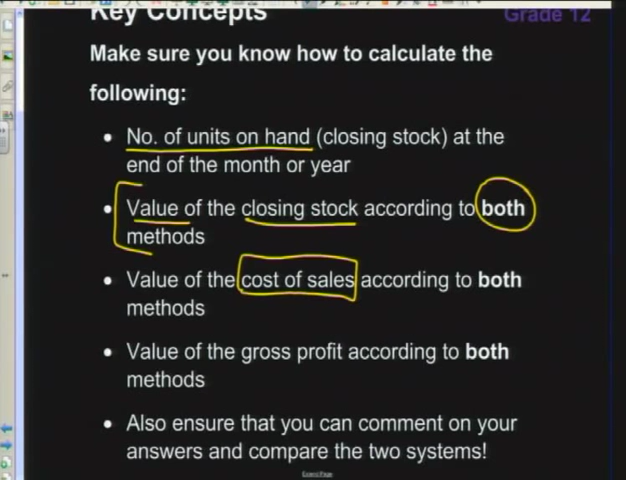 Key Concepts
Grade 12
Make sure you know how to calculate the
following:
• No. of units on hand (closing stock) at the
end of the month or year
• Value of the closing stock according to both
methods
• Value of the cost of sales according to both
methods
• Value of the gross profit according to both
methods
• Also ensure that you can comment on your
answers and compare the two systems!